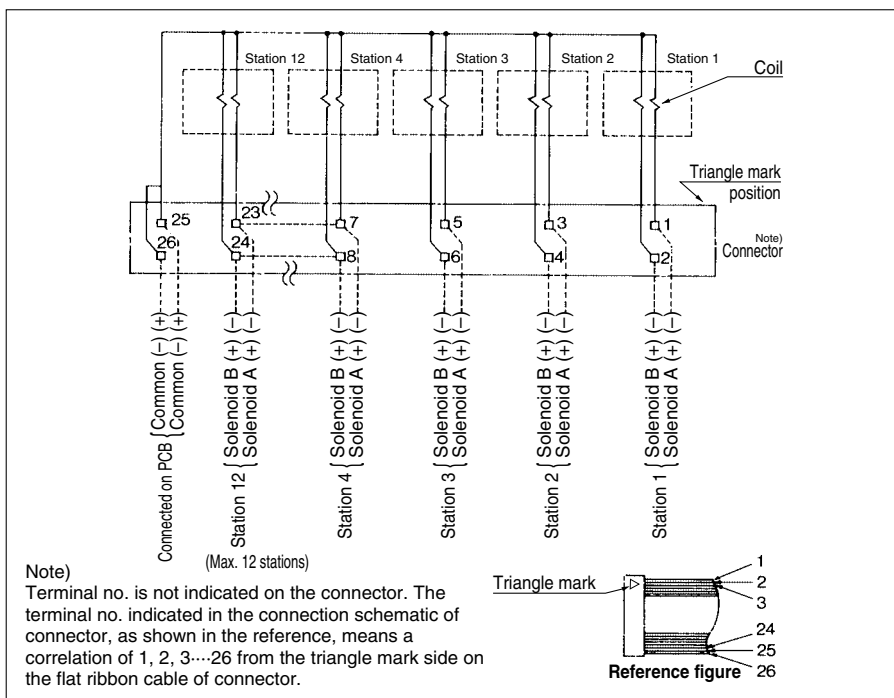 Station 12
Station 4
Station 3
Station 2
Station 1
Coil
Triangle mark
position
25
23
7
5
3
1
Note)
Connector
26
24
8
6
4
2
Connected on PCB { Common (–) (+)
Common (–) (+)
Station 12 { Solenoid B (+) (–)
Solenoid A (+) (–)
Station 4 { Solenoid B (+) (–)
Solenoid A (+) (–)
Station 3 { Solenoid B (+) (–)
Solenoid A (+) (–)
Station 2 { Solenoid B (+) (–)
Solenoid A (+) (–)
Station 1 { Solenoid B (+) (–)
Solenoid A (+) (–)
(Max. 12 stations)
Note)
Terminal no. is not indicated on the connector. The
terminal no. indicated in the connection schematic of
connector, as shown in the reference, means a
correlation of 1, 2, 3····26 from the triangle mark side on
the flat ribbon cable of connector.
Triangle mark
1
2
3
24
25
26
Reference figure